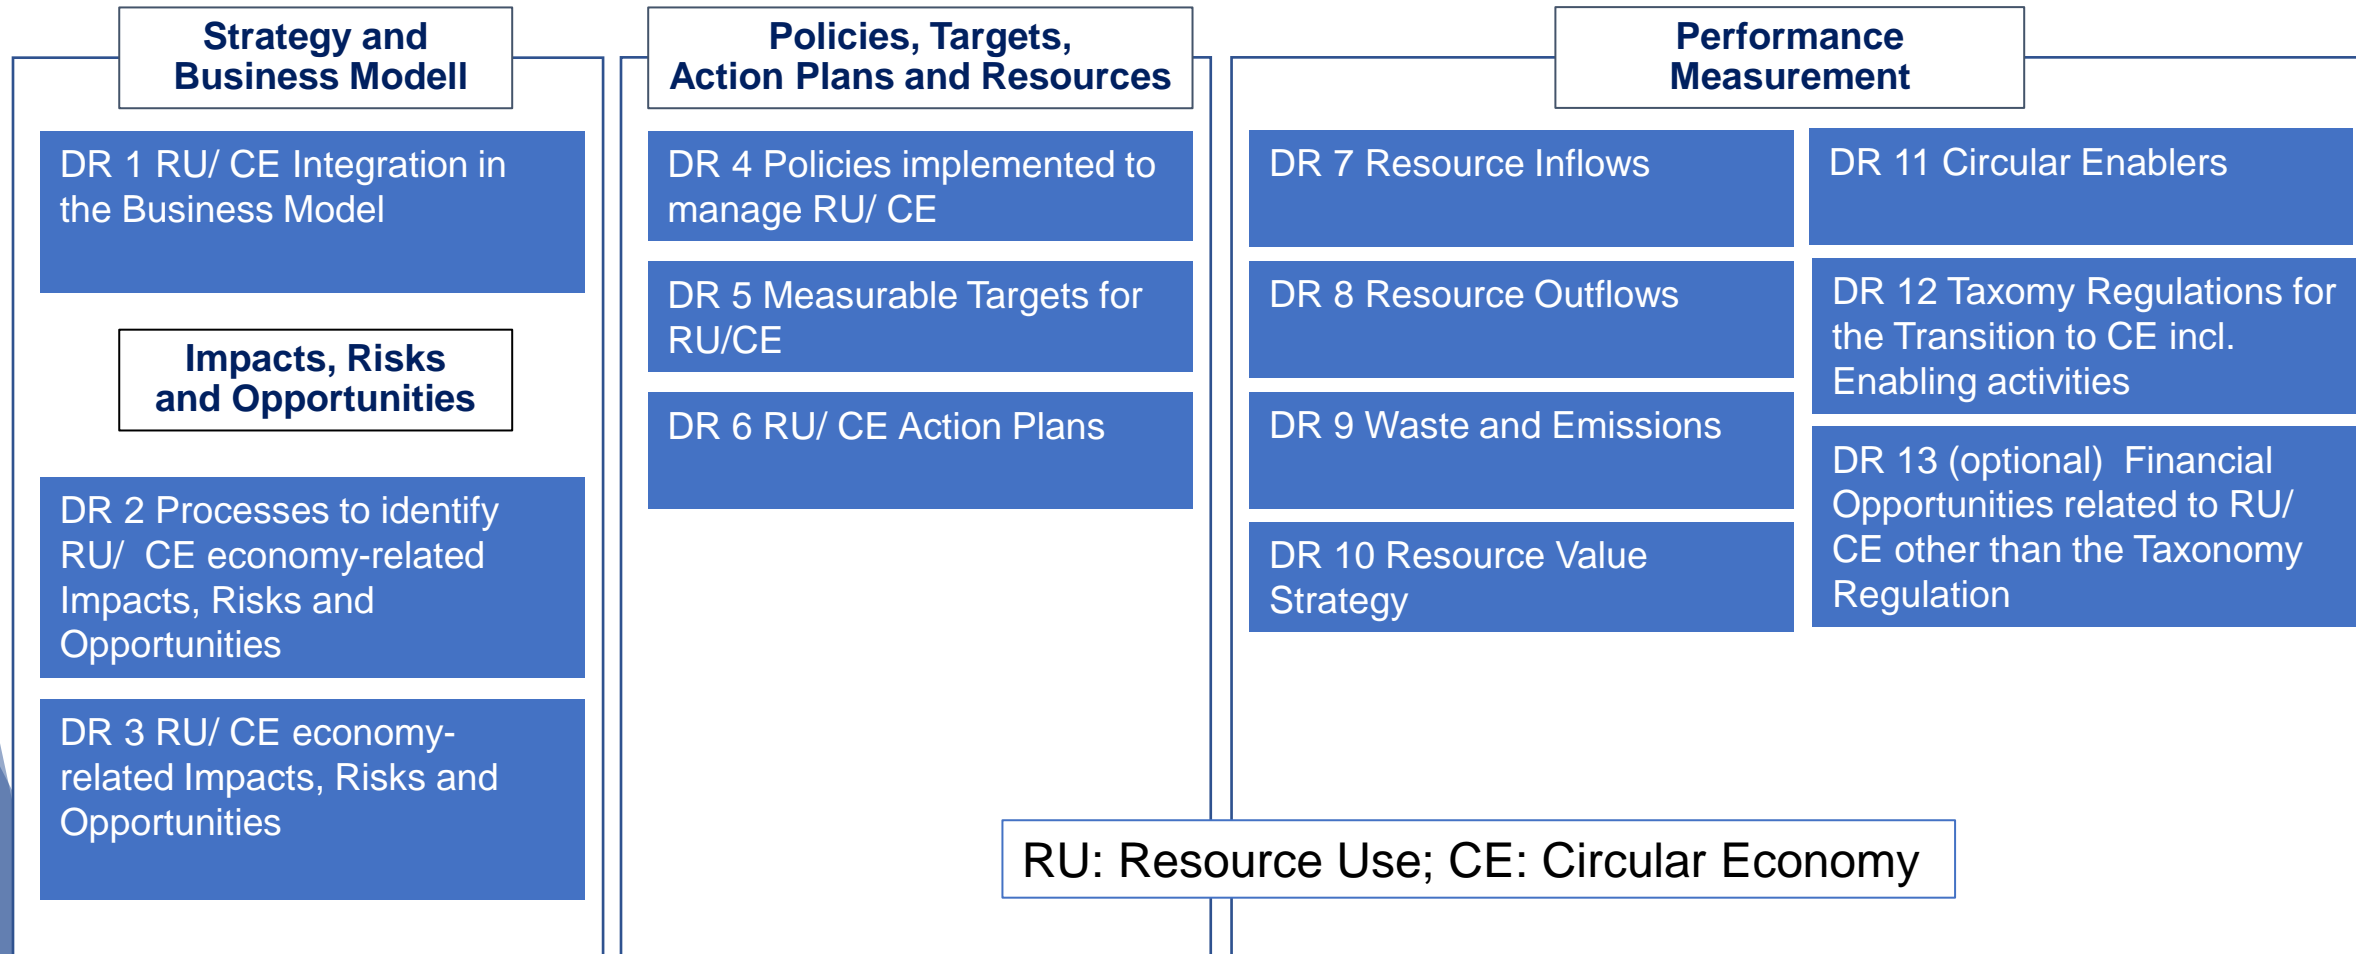 Strategy and
Business Modell
DR 1 RU/ CE Integration in
the Business Model
Impacts, Risks
and Opportunities
DR 2 Processes to identify
RU/  CE economy-related
Impacts, Risks and
Opportunities
DR 3 RU/ CE economy-
related Impacts, Risks and
Opportunities
Policies, Targets,
Action Plans and Resources
DR 4 Policies implemented to
manage RU/ CE
DR 5 Measurable Targets for
RU/CE
DR 6 RU/ CE Action Plans
Performance
Measurement
DR 7 Resource Inflows
DR 8 Resource Outflows
DR 9 Waste and Emissions
DR 10 Resource Value
Strategy
DR 11 Circular Enablers
DR 12 Taxomy Regulations for
the Transition to CE incl.
Enabling activities
DR 13 (optional)  Financial
Opportunities related to RU/
CE other than the Taxonomy
Regulation
RU: Resource Use; CE: Circular Economy